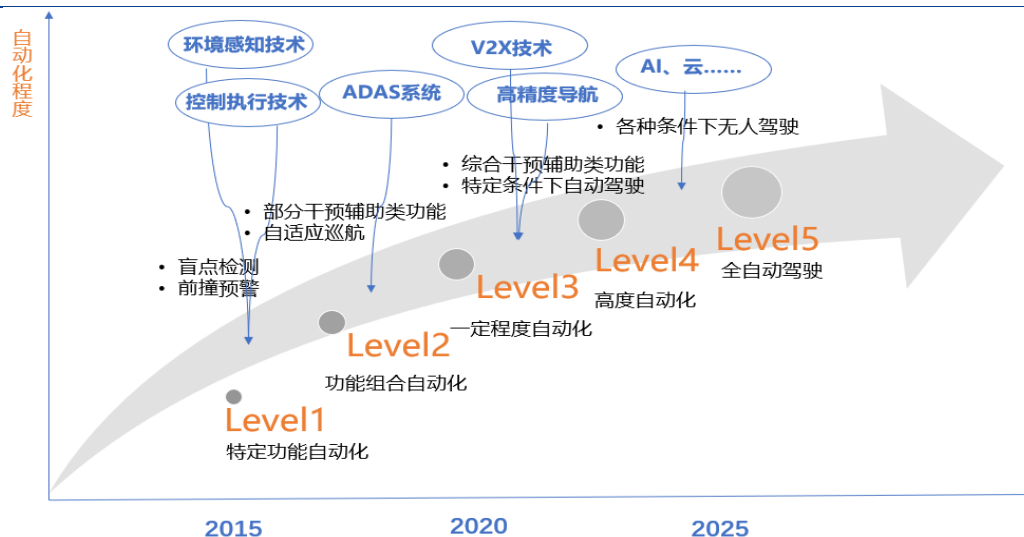 自动化程度
环境感知技术
控制执行技术
ADAS系统
V2X技术
高精度导航
AI、云……
• 各种条件下无人驾驶
• 综合干预辅助类功能
• 特定条件下自动驾驶
• 部分干预辅助类功能
• 自适应巡航
• 盲点检测
• 前撞预警
Level5
全自动驾驶
Level4
高度自动化
Level3
一定程度自动化
Level2
功能组合自动化
Level1
特定功能自动化
2015
2020
2025